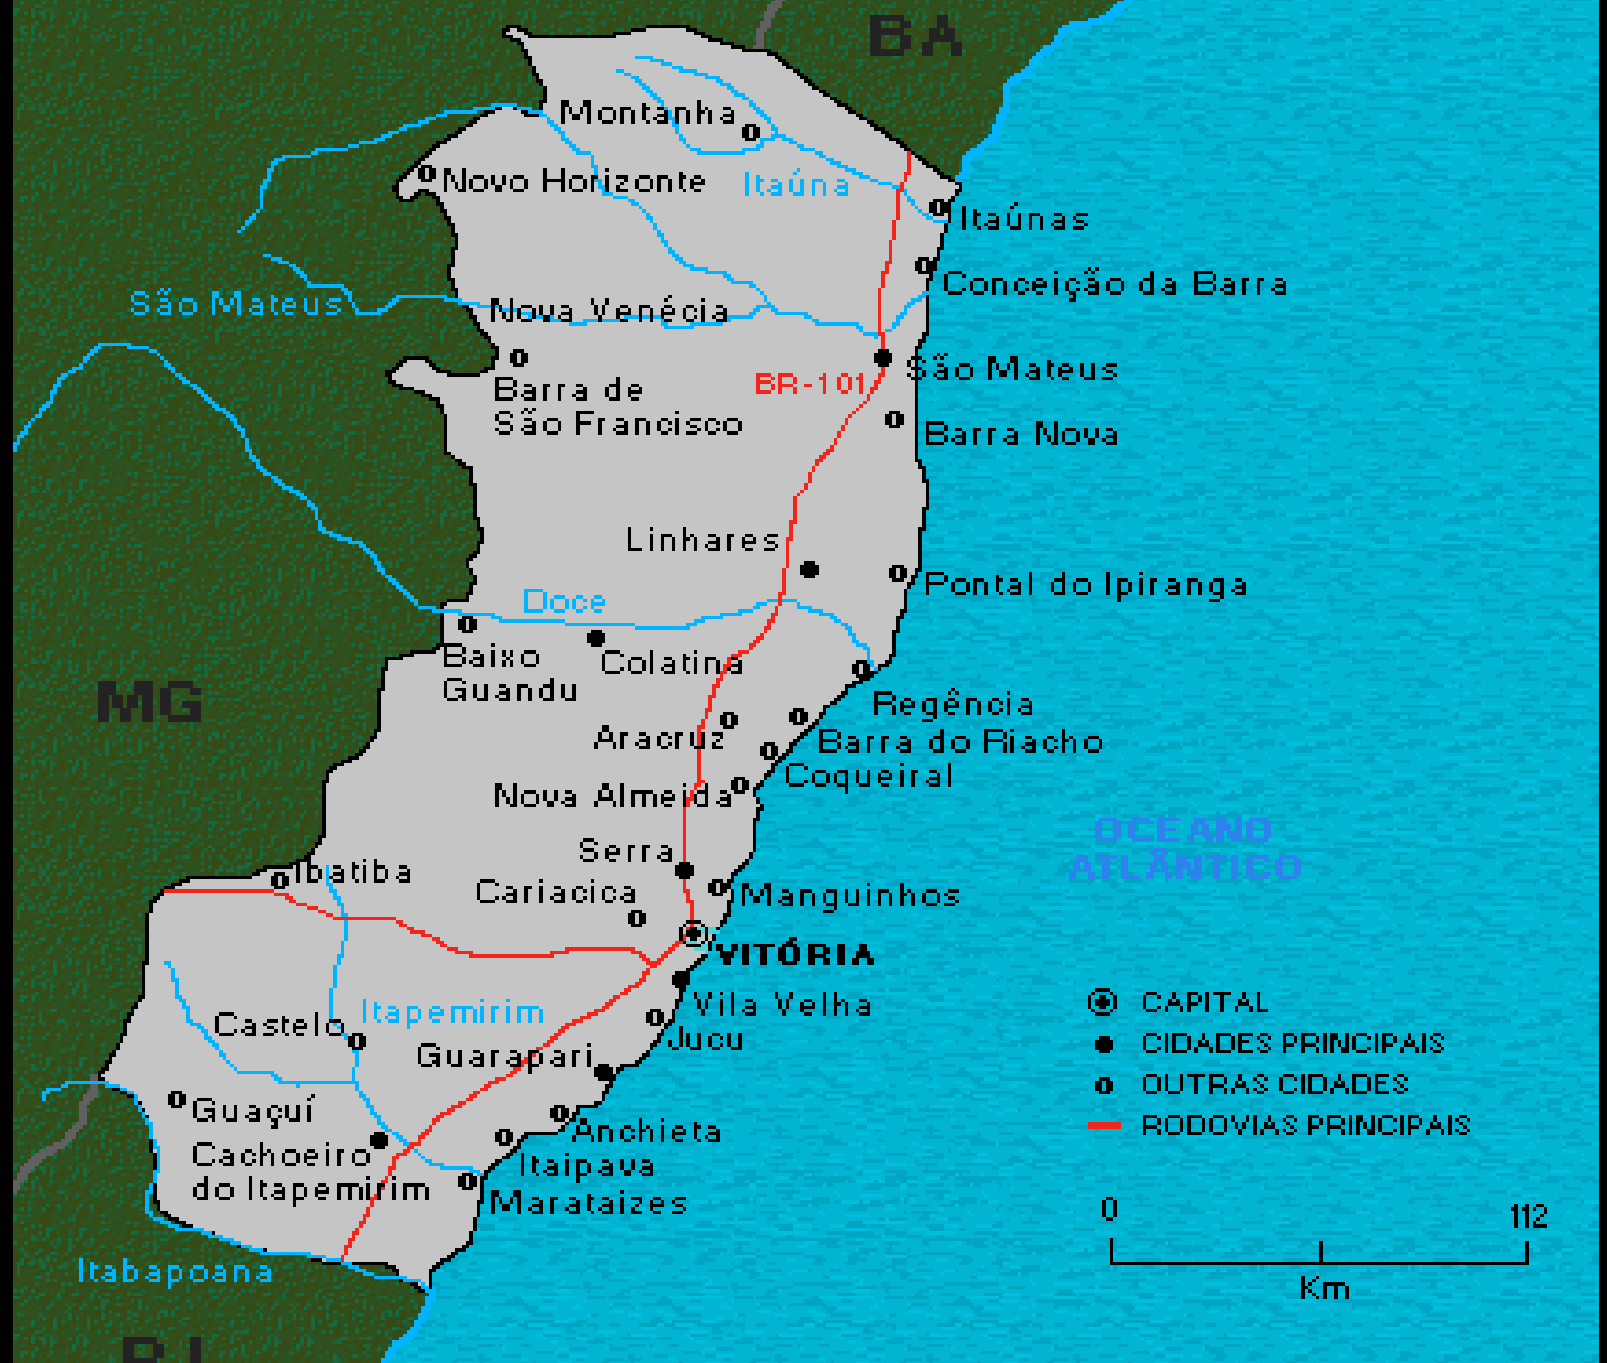 BA
Montanha
Novo Horizonte
Itaúna
Itaúnas
Conceição da Barra
São Mateus
Nova Venécia
São Mateus
BR-101
Barra de
São Francisco
Barra Nova
Linhares
Pontal do Ipiranga
Doce
Baixo
Guandu
Colatina
MG
Regência
Aracruz
Barra do Riacho
Coqueiral
Nova Almeida
OCEANO
ATLÂNTICO
Serra
Ibatiba
Cariacica
Manguinhos
VITÓRIA
Vila Velha
Itapemirim
Castelo
Jucu
Guarapari
Guaçuí
Anchieta
Cachoeiro
do Itapemirim
Itaipava
Marataizes
Itabapoana
RJ
CAPITAL
CIDADES PRINCIPAIS
OUTRAS CIDADES
RODOVIAS PRINCIPAIS
0 112
Km